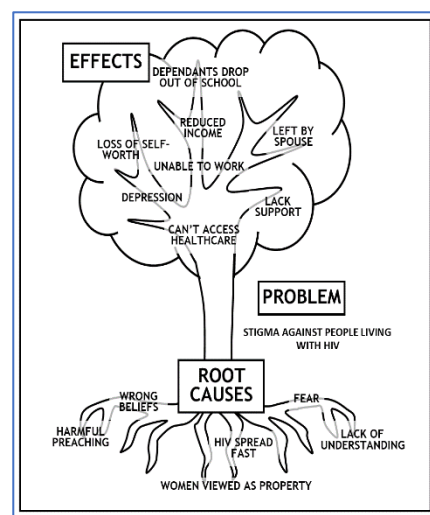 EFFECTS
DEPENDANTS DROP
OUT OF SCHOOL
REDUCED
INCOME
LEFT BY
SPOUSE
LOSS OF SELF-
WORTH
UNABLE TO WORK
DEPRESSION
LACK
SUPPORT
CAN'T ACCESS
HEALTHCARE
PROBLEM
STIGMA AGAINST PEOPLE LIVING
WITH HIV
ROOT
CAUSES
WRONG
BELIEFS
FEAR
HARMFUL
PREACHING
HIV SPREAD
FAST
LACK OF
UNDERSTANDING
WOMEN VIEWED AS PROPERTY